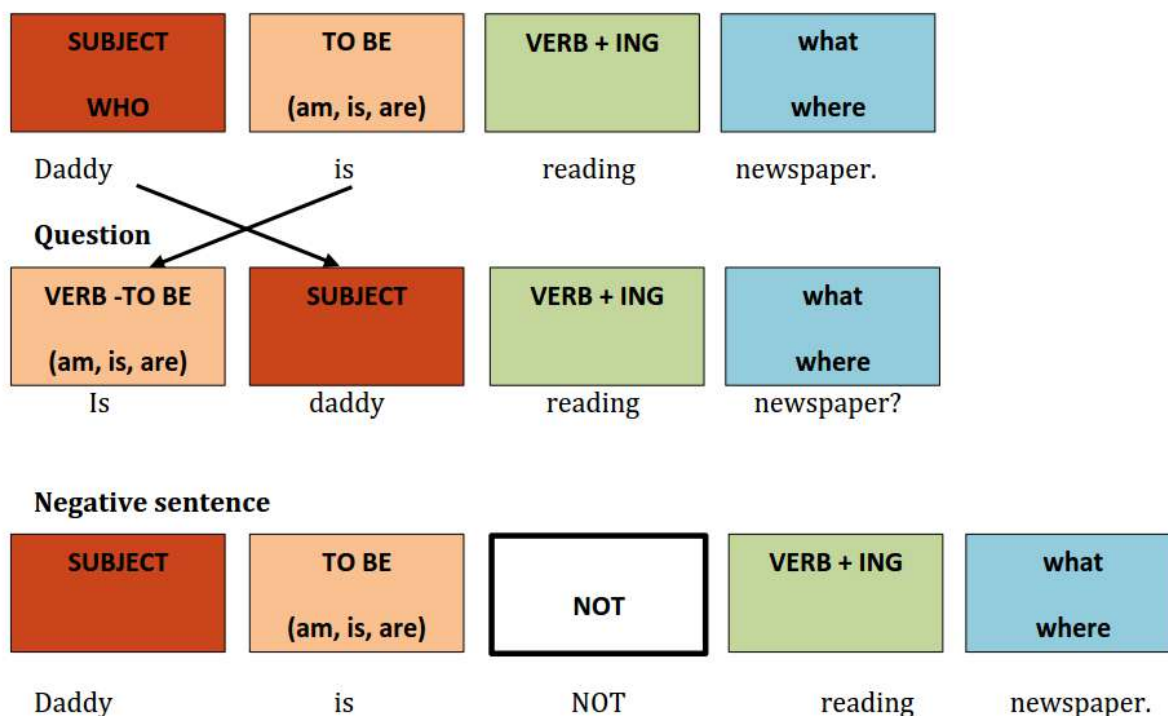 SUBJECT TO BE VERB + ING what
WHO (am, is, are) where
Daddy is reading newspaper.
Question
VERB -TO BE SUBJECT VERB + ING what
(am, is, are) where
Is daddy reading newspaper?
Negative sentence
SUBJECT TO BE VERB + ING what
NOT
(am, is, are) where
Daddy is NOT reading newspaper.